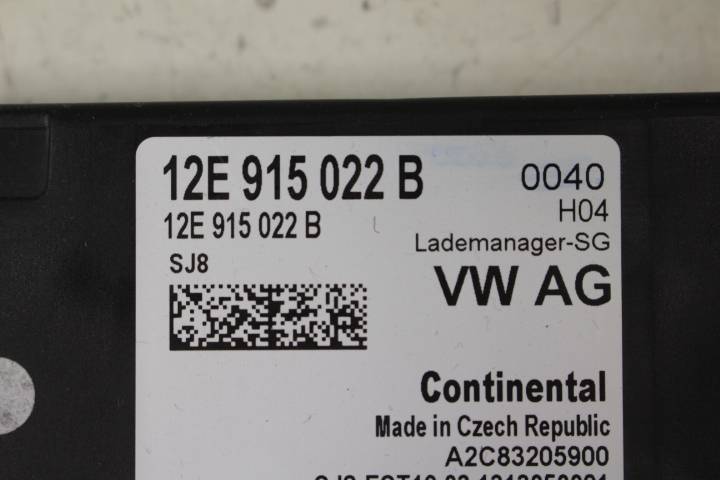 12E 915 022 B
0040
12E 915 022 B
H04
Lademanager-SG
SJ8
VW AG
Continental
Made in Czech Republic
A2C83205900